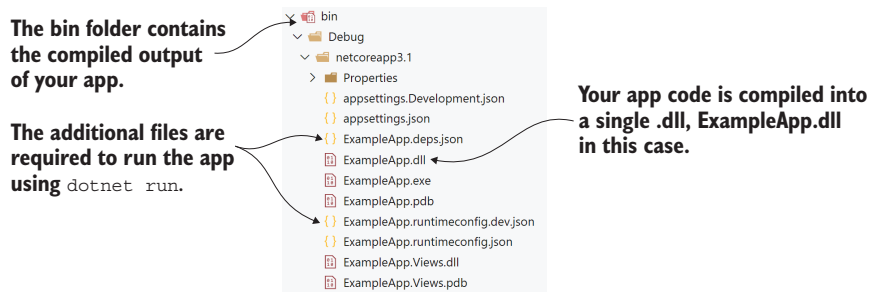 The bin folder contains
the compiled output
of your app.
The additional files are
required to run the app
using dotnet run.
bin
Debug
netcoreapp3.1
Properties
appsettings.Development.json
appsettings.json
ExampleApp.deps.json
ExampleApp.dll
ExampleApp.exe
ExampleApp.pdb
ExampleApp.runtimeconfig.dev.json
ExampleApp.runtimeconfig.json
ExampleApp.Views.dll
ExampleApp.Views.pdb
Your app code is compiled into
a single .dll, ExampleApp.dll
in this case.